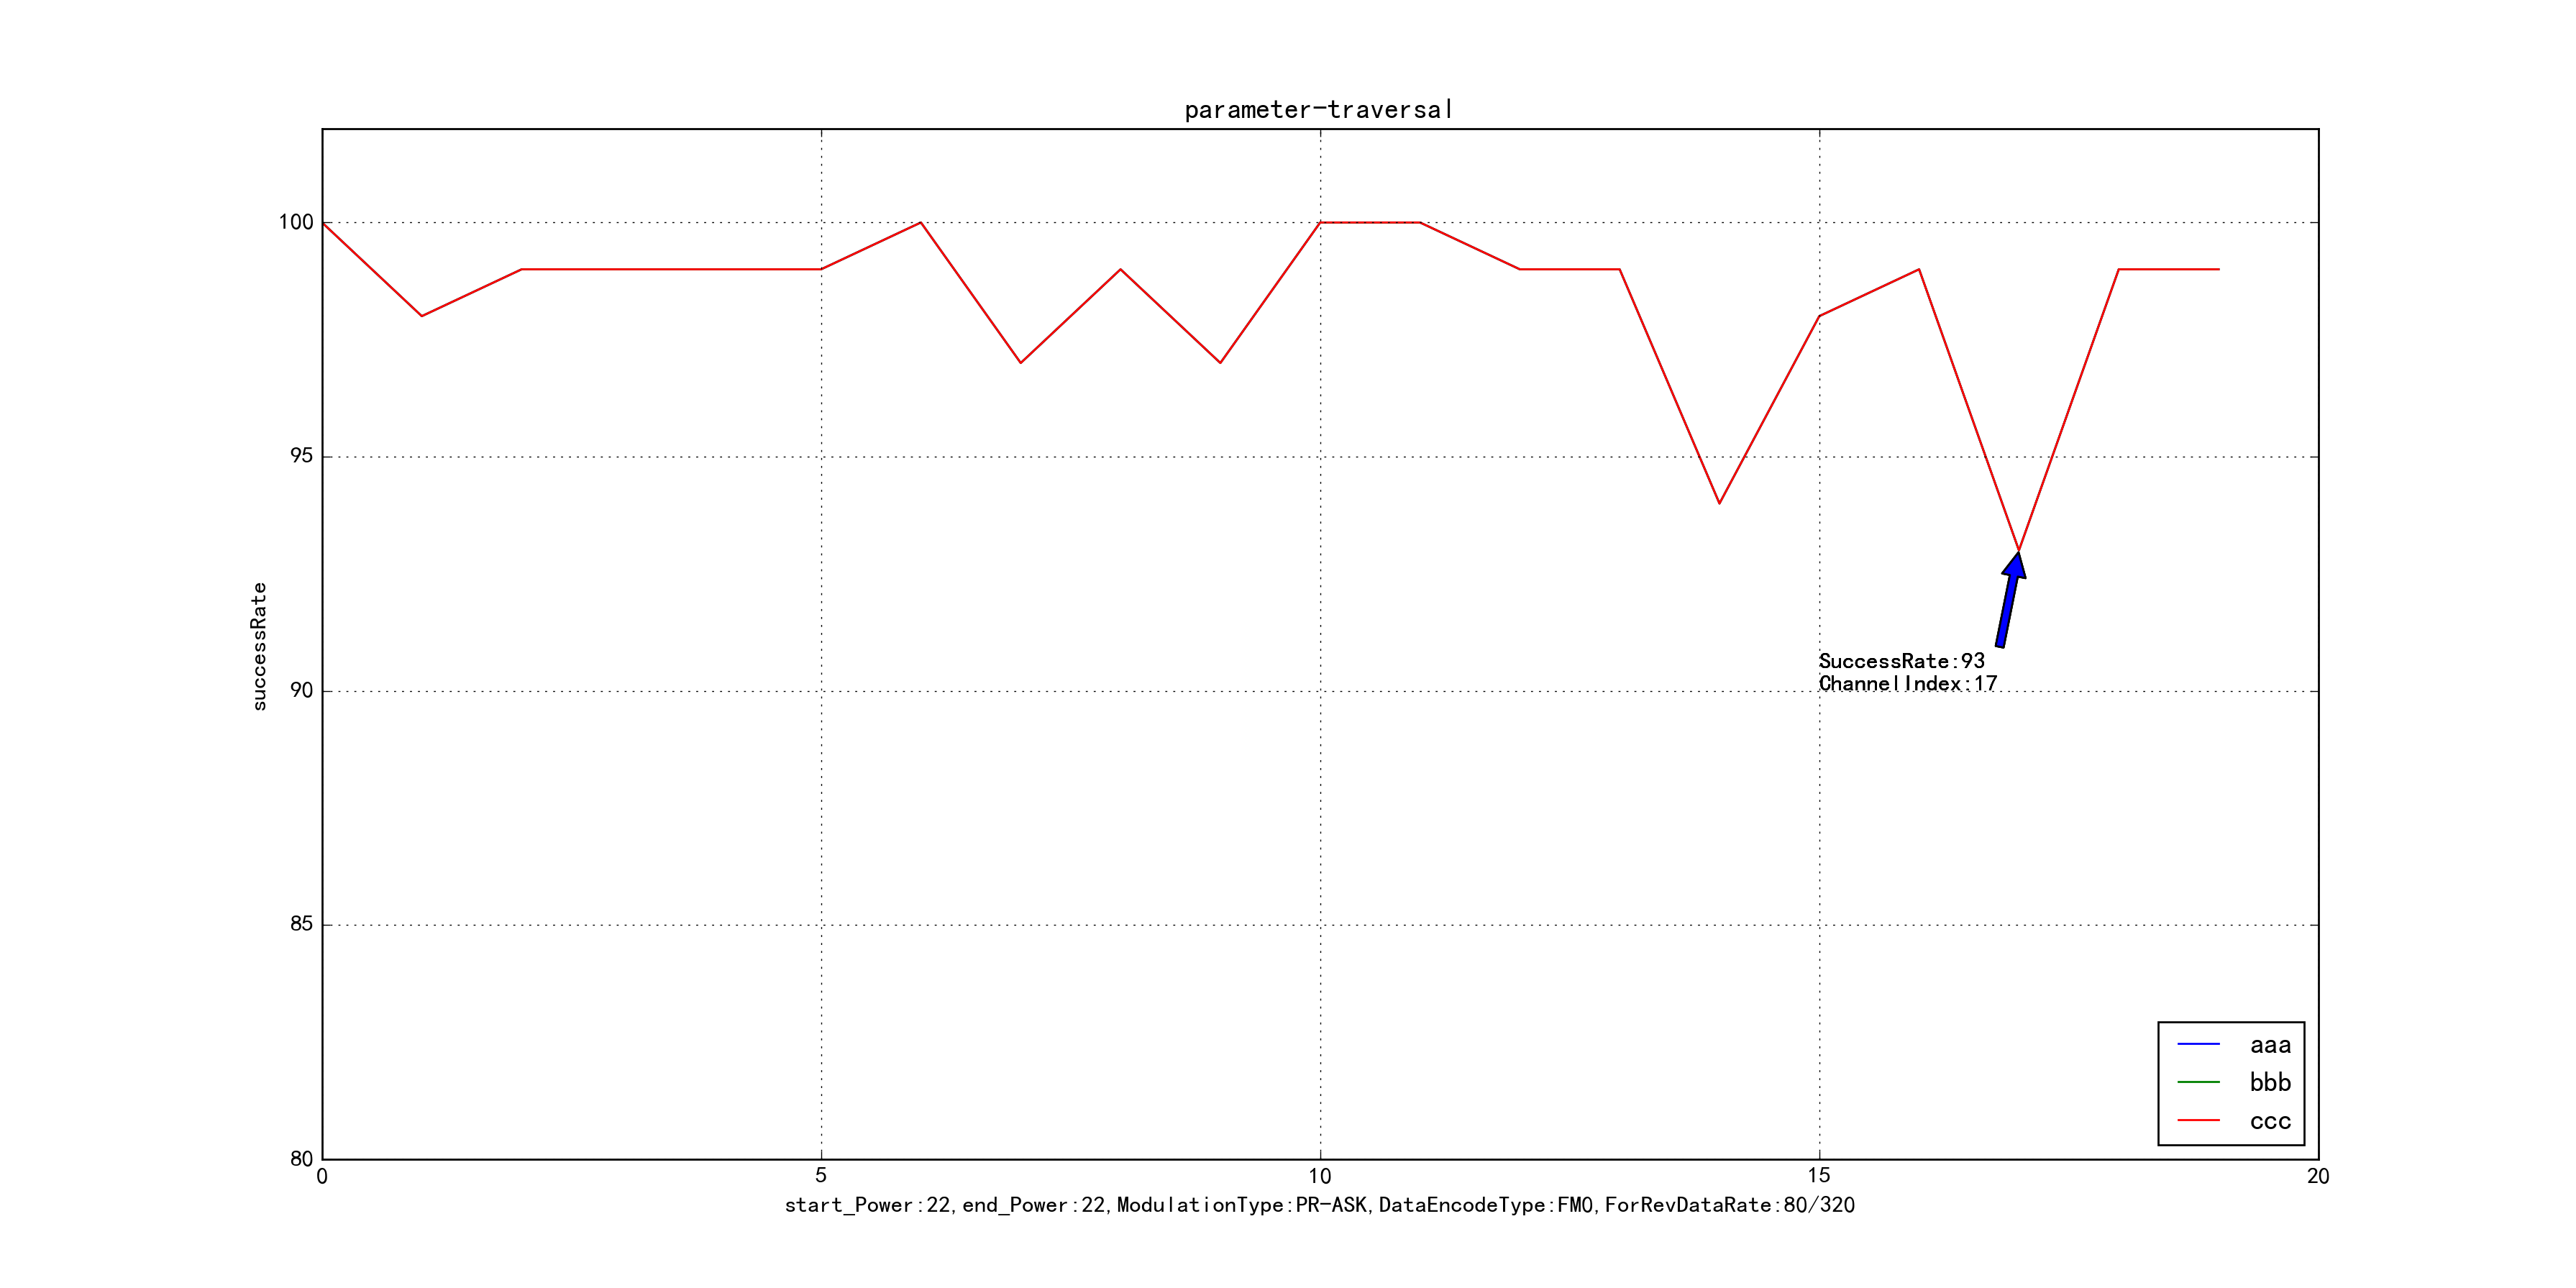 parameter-traversal
100
95
90
85
80
successRate
SuccessRate:93
ChannelIndex:17
aaa
bbb
ccc
0 5 10 15 20
start_Power:22,end_Power:22,ModulationType:PR-ASK,DataEncodeType:FM0,ForRevDataRate:80/320